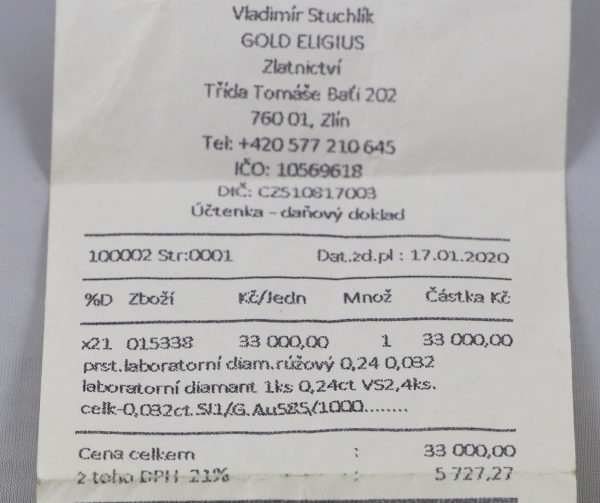 Vladimír Stuchlík
GOLD ELIGIUS
Zlatnictví
Třída Tomáše Bati 202
760 01, Zlín
Tel: +420 577 210 645
IČO: 10569618
DIČ: CZ510817003
Účtenka - daňový doklad
100002 Str:0001 Dat.zd.pl : 17.01.2020
%D Zboží Kč/Jedn Množ Částka Kč
x21 015338 33 000,00 1 33 000,00
prst.laboratorní diam.růžový 0,24 0,032
laboratorní diamant 1ks 0,24ct VS2,4ks.
celk-0,032ct.SI1/G.Au585/1000........
Cena celkem : 33 000,00
z toho DPH 21% : 5 727,27